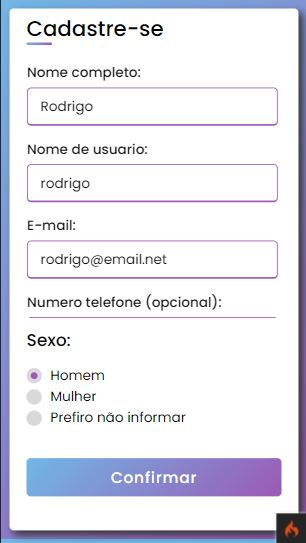 Cadastre-se
Nome completo:
Rodrigo
Nome de usuario:
rodrigo
E-mail:
rodrigo@email.net
Numero telefone (opcional):
Sexo:
Homem
Mulher
Prefiro não informar
Confirmar